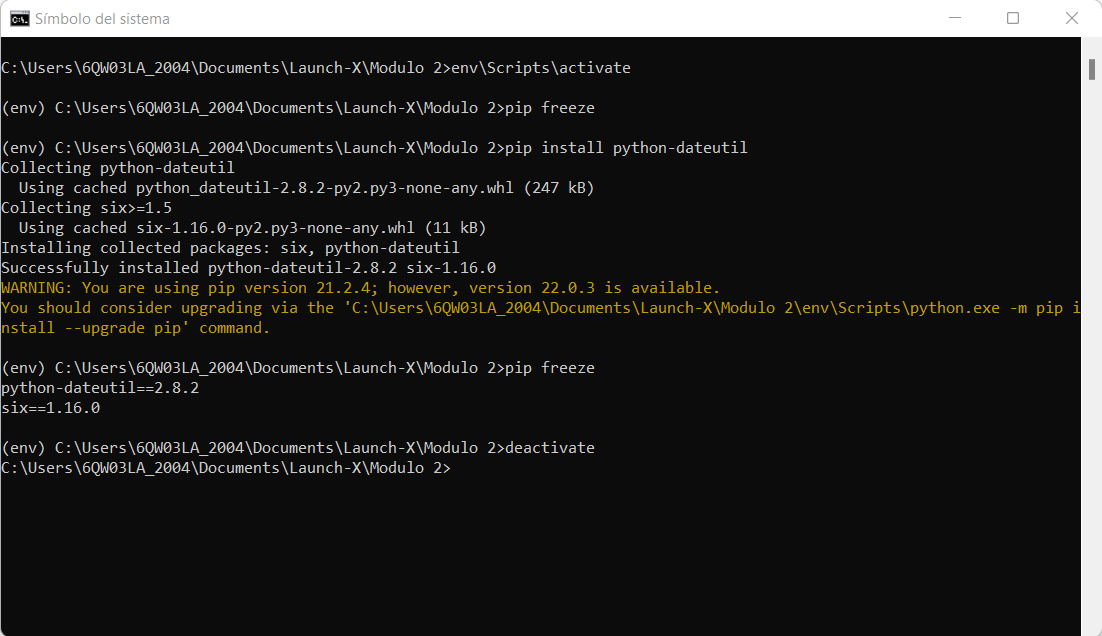 Símbolo del sistema
C:\Users\6QW03LA_2004\Documents\Launch-X\Modulo 2>env\Scripts\activate
(env) C:\Users\6QW03LA_2004\Documents\Launch-X\Modulo 2>pip freeze
(env) C:\Users\6QW03LA_2004\Documents\Launch-X\Modulo 2>pip install python-dateutil
Collecting python-dateutil
  Using cached python_dateutil-2.8.2-py2.py3-none-any.whl (247 kB)
Collecting six>=1.5
  Using cached six-1.16.0-py2.py3-none-any.whl (11 kB)
Installing collected packages: six, python-dateutil
Successfully installed python-dateutil-2.8.2 six-1.16.0
WARNING: You are using pip version 21.2.4; however, version 22.0.3 is available.
You should consider upgrading via the 'C:\Users\6QW03LA_2004\Documents\Launch-X\Modulo 2\env\Scripts\python.exe -m pip i
nstall --upgrade pip' command.
(env) C:\Users\6QW03LA_2004\Documents\Launch-X\Modulo 2>pip freeze
python-dateutil==2.8.2
six==1.16.0
(env) C:\Users\6QW03LA_2004\Documents\Launch-X\Modulo 2>deactivate
C:\Users\6QW03LA_2004\Documents\Launch-X\Modulo 2>